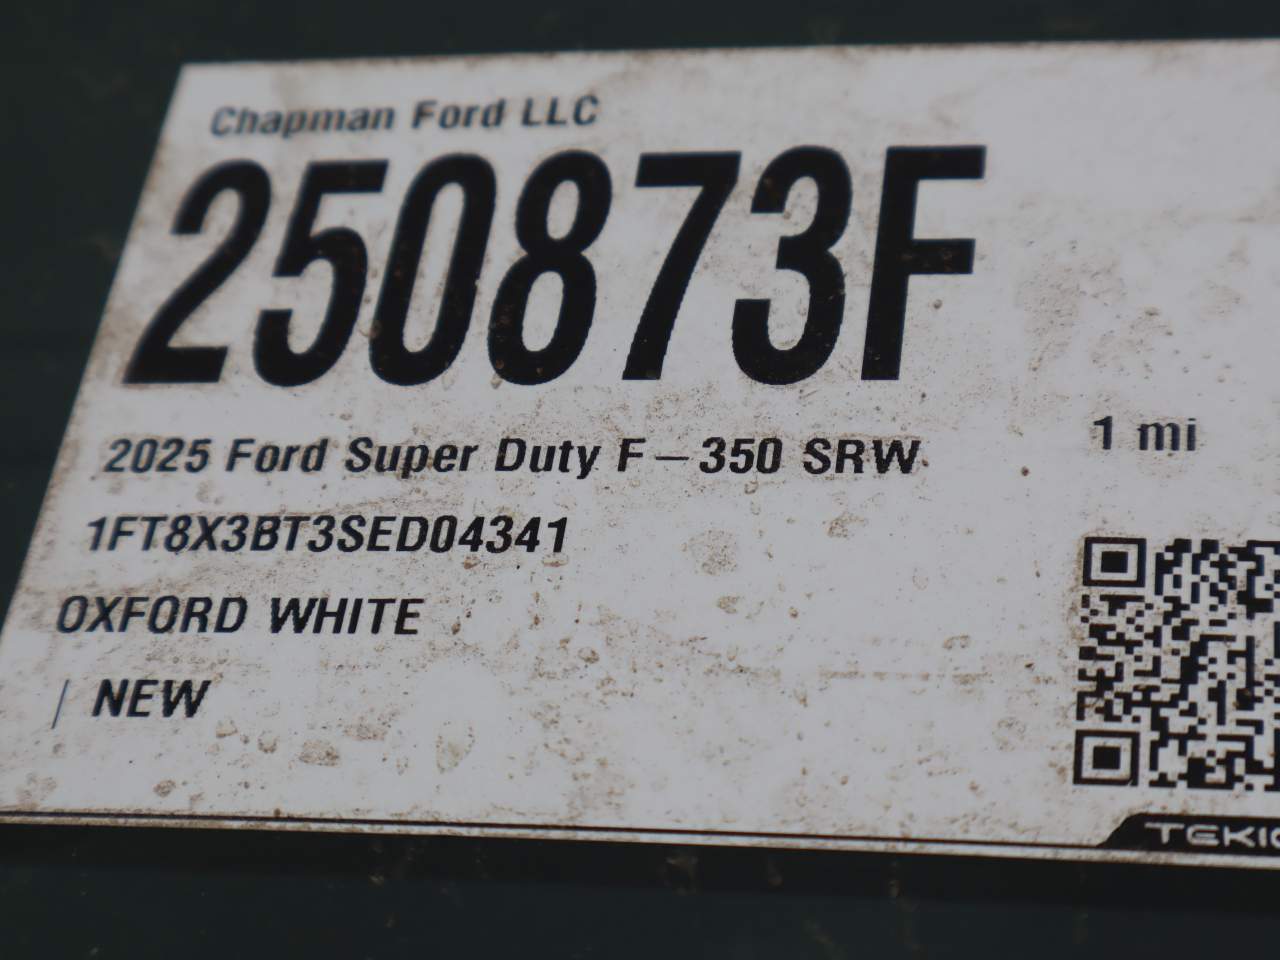 Chapman Ford LLC
250873F
2025 Ford Super Duty F-350 SRW
1 mi
1FT8X3BT3SED04341
OXFORD WHITE
| NEW